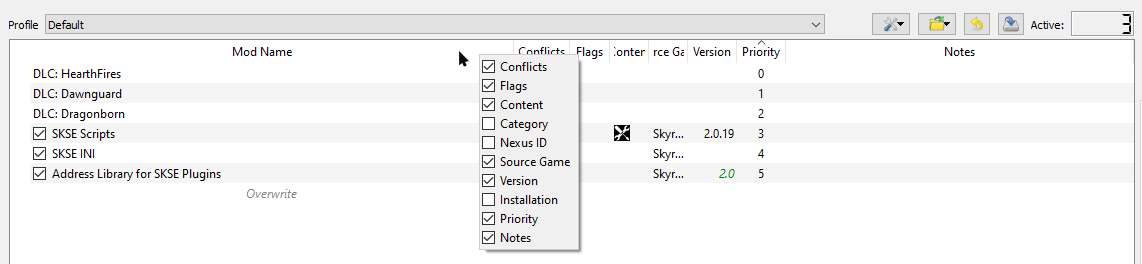 Profile Default Active: 3
Mod Name Conflicts Flags Conten rce Ga Version Priority Notes
DLC: HearthFires 0
DLC: Dawnguard 1
DLC: Dragonborn 2
SKSE Scripts Skyr... 2.0.19 3
SKSE INI Skyr... 4
Address Library for SKSE Plugins Skyr... 2.0 5
Overwrite
Conflicts
Flags
Content
Category
Nexus ID
Source Game
Version
Installation
Priority
Notes